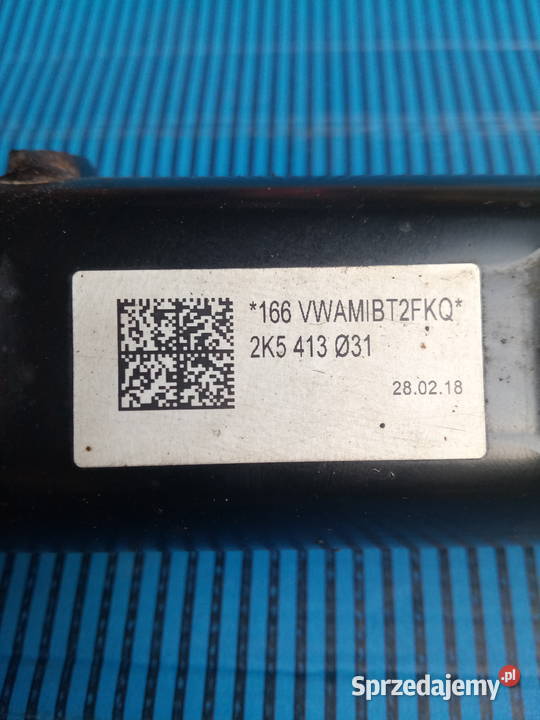 *166 VWAMIBT2FKQ*
2K5 413 Ø31
28.02.18
Sprzedajemy.pl